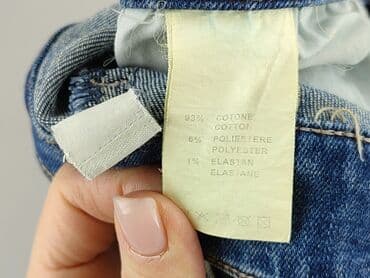 93% COTONE
COTTON
6% POLIESTERE
POLYESTER
1% ELASTAN
ELASTANE